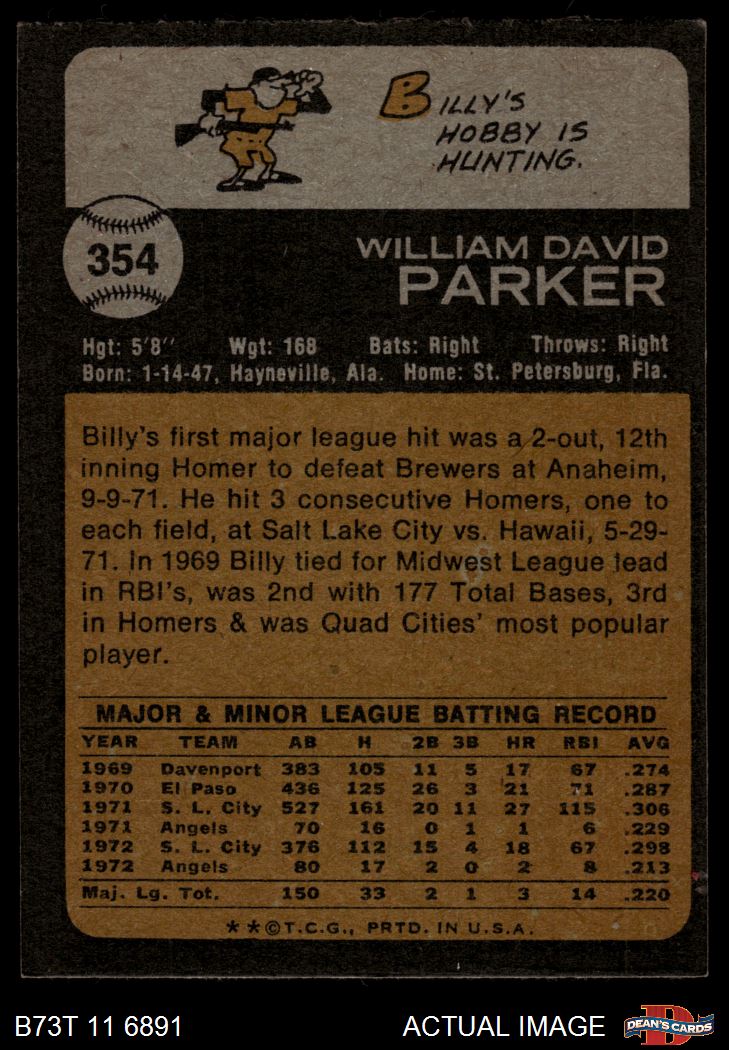 BILLY'S
HOBBY IS
HUNTING.
354
WILLIAM DAVID
PARKER
Hgt: 5'8" Wgt: 168 Bats: Right Throws: Right
Born: 1-14-47, Hayneville, Ala. Home: St. Petersburg, Fla.
Billy's first major league hit was a 2-out, 12th
inning Homer to defeat Brewers at Anaheim,
9-9-71. He hit 3 consecutive Homers, one to
each field, at Salt Lake City vs. Hawaii, 5-29-
71. In 1969 Billy tied for Midwest League lead
in RBI's, was 2nd with 177 Total Bases, 3rd
in Homers & was Quad Cities' most popular
player.
MAJOR & MINOR LEAGUE BATTING RECORD
YEAR TEAM AB H 2B 3B HR RBI AVG
1969 Davenport 383 105 11 5 17 67 .274
1970 El Paso 436 125 26 3 21 71 .287
1971 S. L. City 527 161 20 11 27 115 .306
1971 Angels 70 16 0 1 1 6 .229
1972 S. L. City 376 112 15 4 18 67 .298
1972 Angels 80 17 2 0 2 8 .213
Maj. Lg. Tot. 150 33 2 1 3 14 .220
**©T.C.G., PRTD. IN U.S.A.
B73T 11 6891 ACTUAL IMAGE DEAN'S CARDS